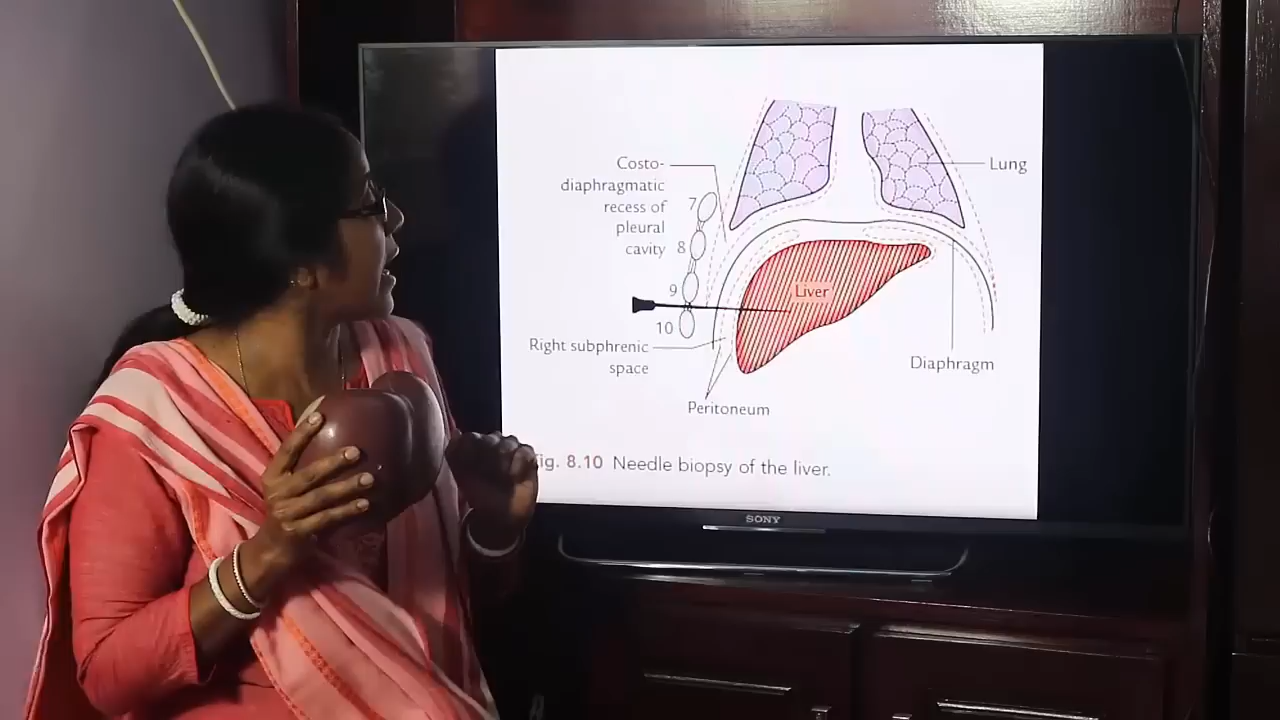 Costo-
diaphragmatic
recess of
pleural
cavity
7
8
9
10
Lung
Liver
Right subphrenic
space
Diaphragm
Peritoneum
ig. 8.10 Needle biopsy of the liver.
SONY